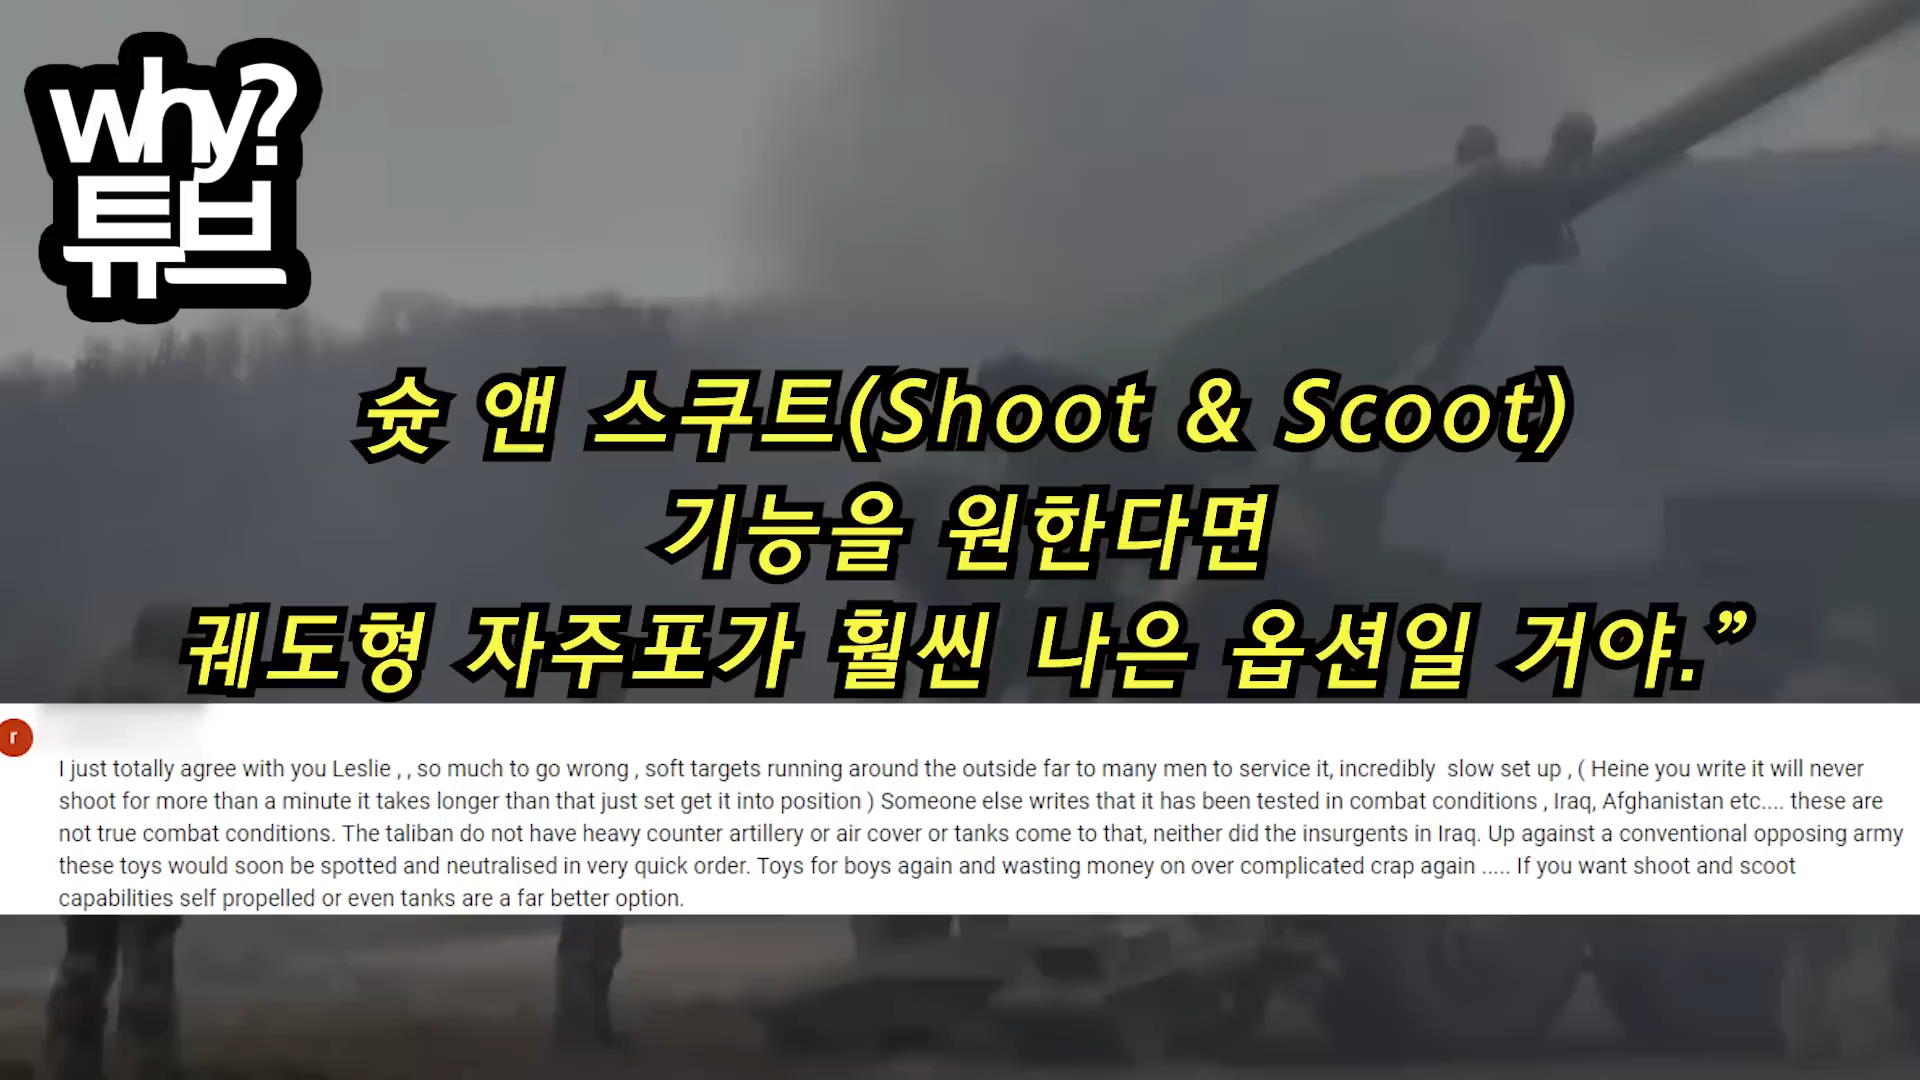 why?
튜브
슛 앤 스쿠트(Shoot & Scoot)
기능을 원한다면
궤도형 자주포가 훨씬 나은 옵션일 거야.”
r
I just totally agree with you Leslie , , so much to go wrong , soft targets running around the outside far to many men to service it, incredibly  slow set up , ( Heine you write it will never
shoot for more than a minute it takes longer than that just set get it into position ) Someone else writes that it has been tested in combat conditions , Iraq, Afghanistan etc.... these are
not true combat conditions. The taliban do not have heavy counter artillery or air cover or tanks come to that, neither did the insurgents in Iraq. Up against a conventional opposing army
these toys would soon be spotted and neutralised in very quick order. Toys for boys again and wasting money on over complicated crap again ..... If you want shoot and scoot
capabilities self propelled or even tanks are a far better option.